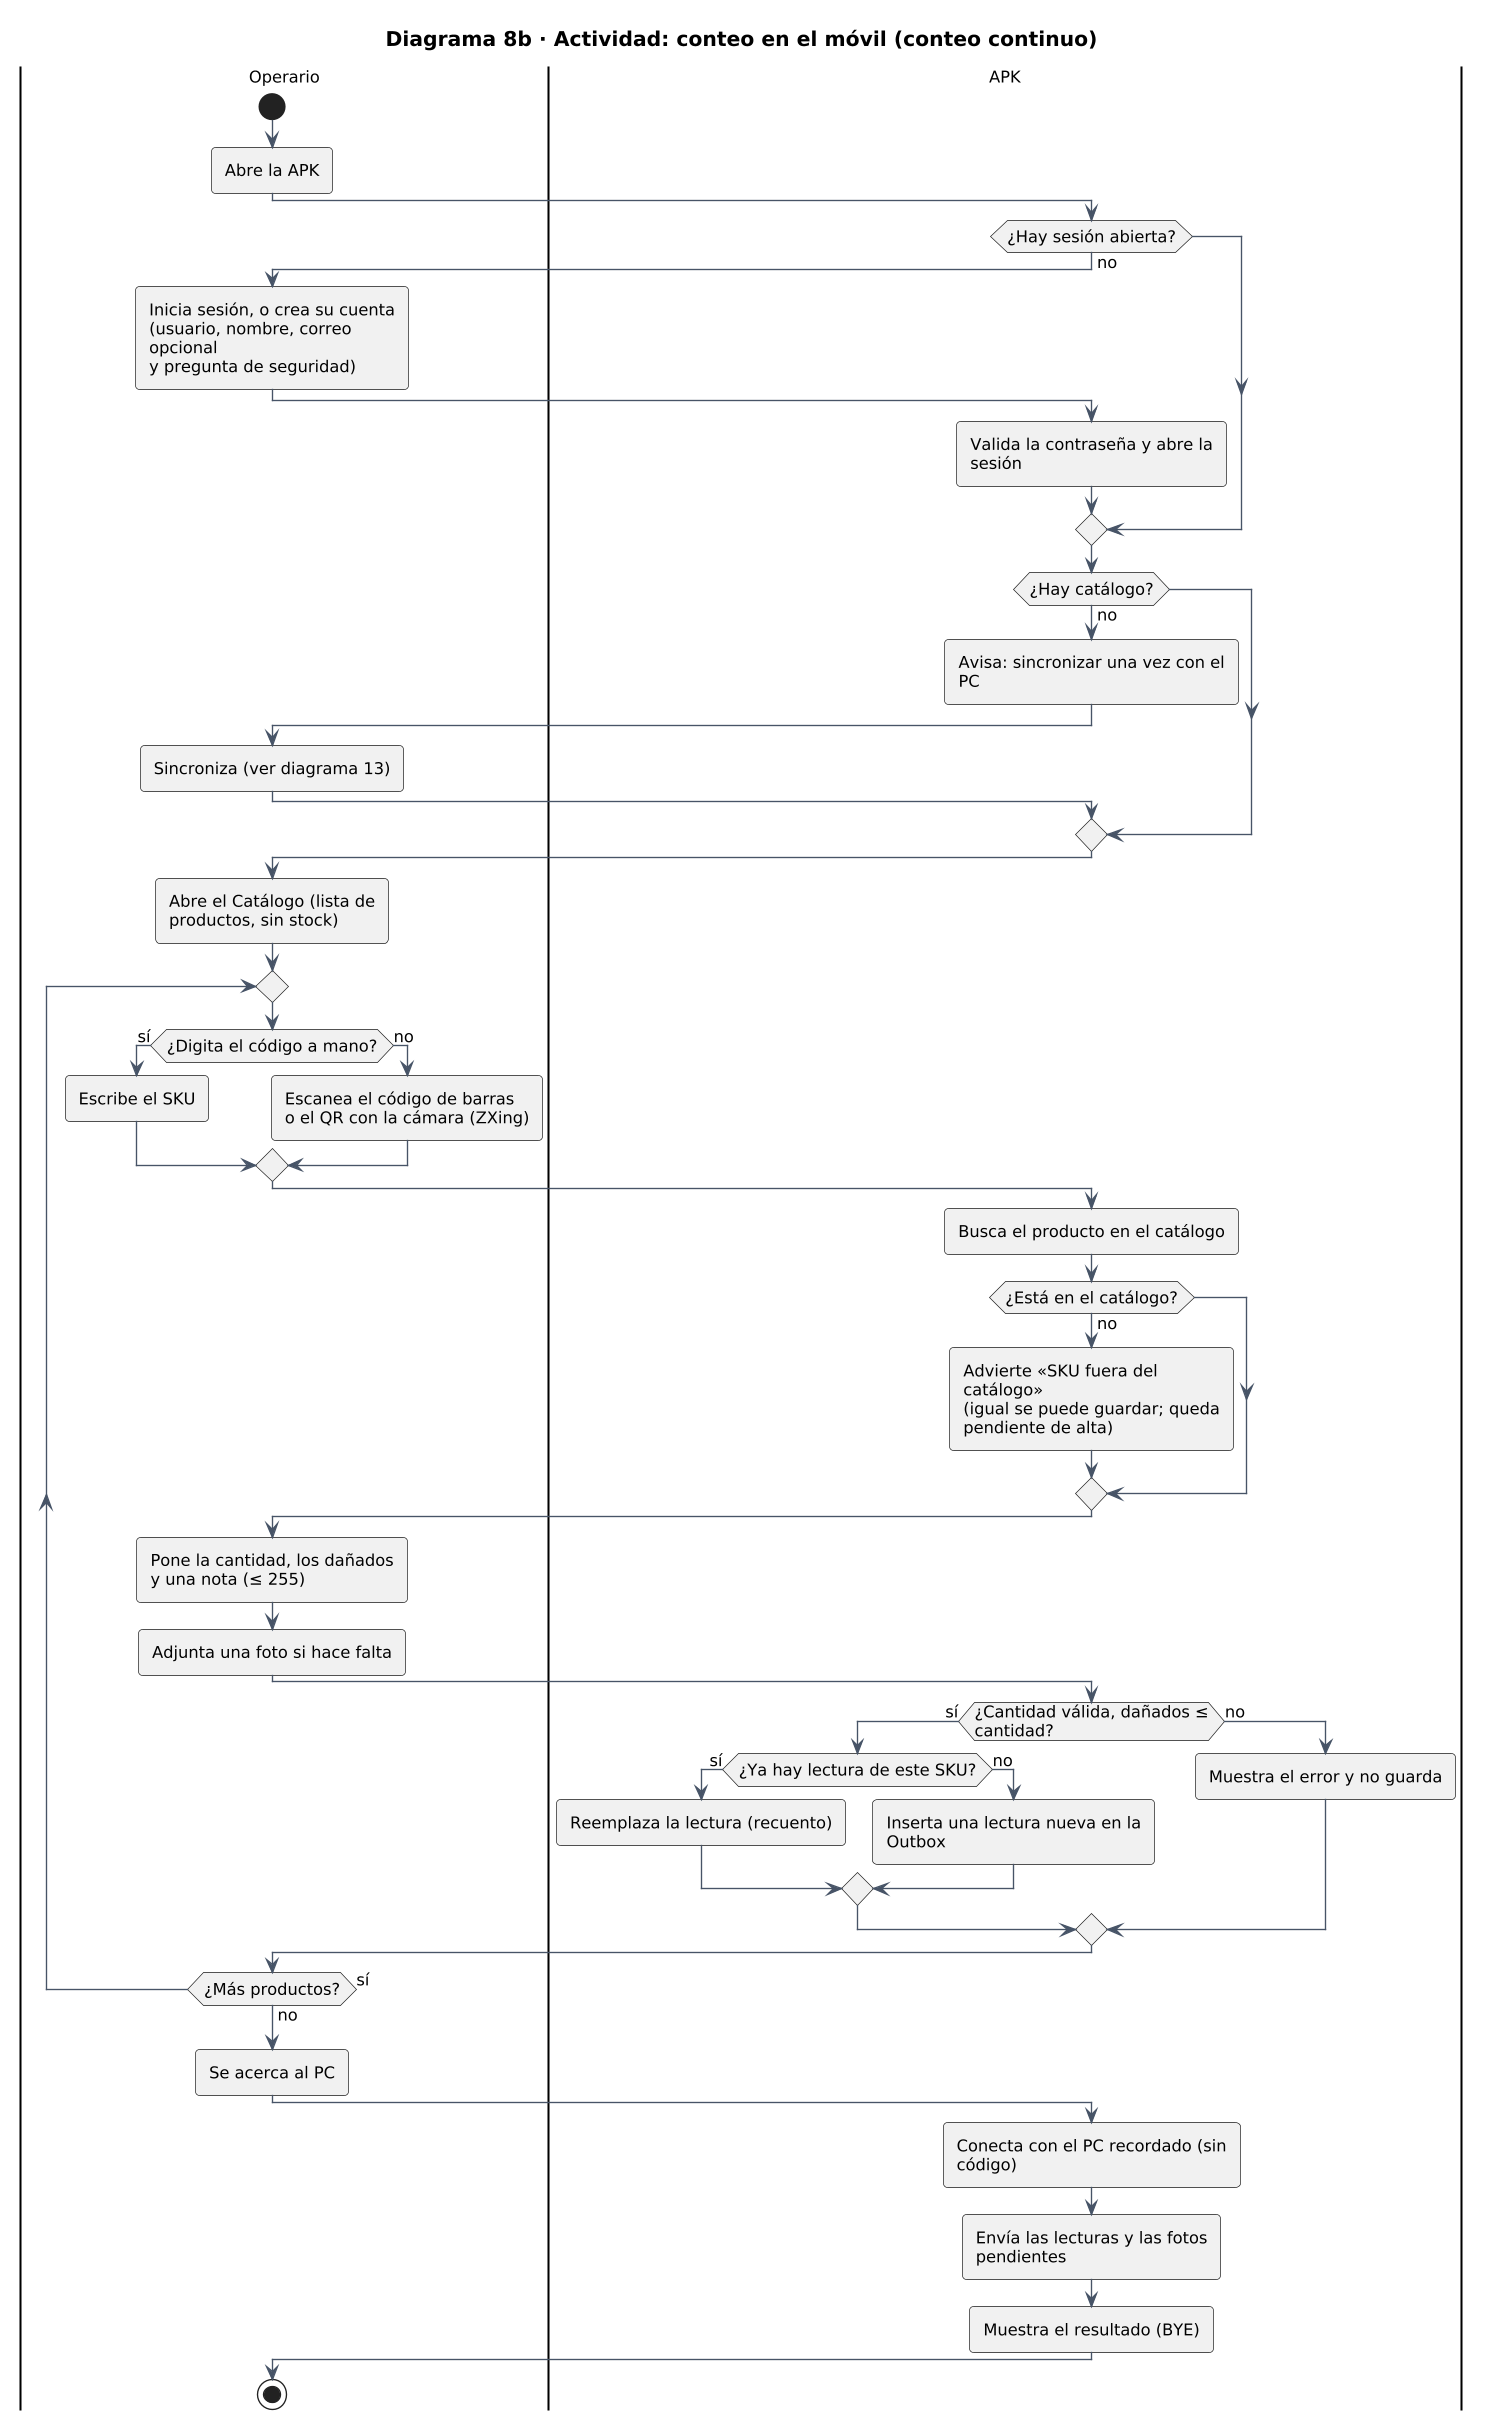 Diagrama 8b · Actividad: conteo en el móvil (conteo continuo)
Operario
APK
Abre la APK
¿Hay sesión abierta?
no
Inicia sesión, o crea su cuenta
(usuario, nombre, correo
opcional
y pregunta de seguridad)
Valida la contraseña y abre la
sesión
¿Hay catálogo?
no
Avisa: sincronizar una vez con el
PC
Sincroniza (ver diagrama 13)
Abre el Catálogo (lista de
productos, sin stock)
sí
¿Digita el código a mano?
no
Escribe el SKU
Escanea el código de barras
o el QR con la cámara (ZXing)
Busca el producto en el catálogo
¿Está en el catálogo?
no
Advierte «SKU fuera del
catálogo»
(igual se puede guardar; queda
pendiente de alta)
Pone la cantidad, los dañados
y una nota (≤ 255)
Adjunta una foto si hace falta
sí
¿Cantidad válida, dañados ≤
cantidad?
no
sí
¿Ya hay lectura de este SKU?
no
Muestra el error y no guarda
Reemplaza la lectura (recuento)
Inserta una lectura nueva en la
Outbox
¿Más productos?
sí
no
Se acerca al PC
Conecta con el PC recordado (sin
código)
Envía las lecturas y las fotos
pendientes
Muestra el resultado (BYE)